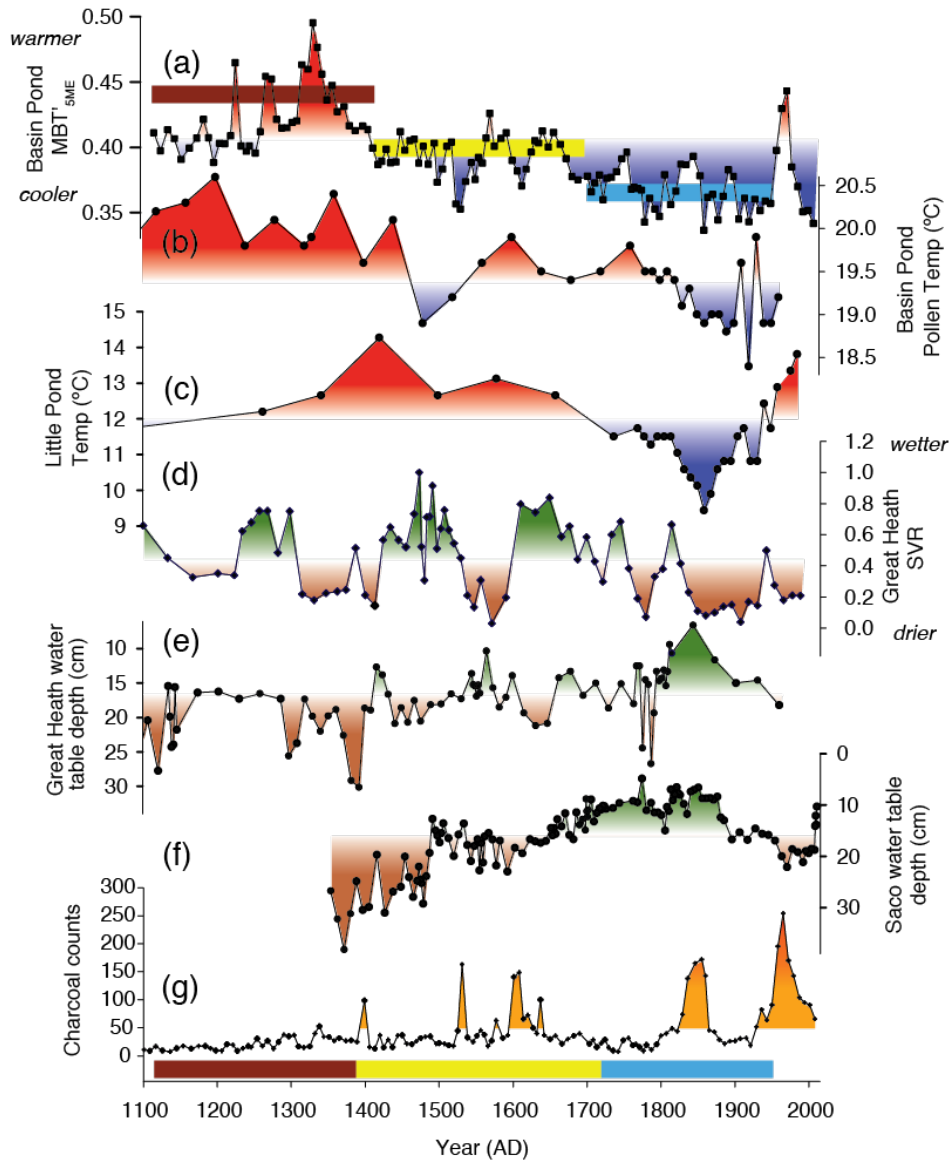 0.50
warmer
(a)
0.45
Basin Pond
MBT'5ME
0.40
cooler
0.35
20.5
(b)
20.0
19.5
19.0
18.5
Basin Pond
Pollen Temp (ºC)
15
14
(c)
13
12
11
10
9
Little Pond
Temp (ºC)
wetter
1.2
(d)
1.0
0.8
0.6
0.4
0.2
0.0
Great Heath
SVR
drier
(e)
10
15
20
25
30
Great Heath water
table depth (cm)
0
10
20
30
Saco water table
depth (cm)
(f)
300
250
200
(g)
150
100
50
0
Charcoal counts
1100 1200 1300 1400 1500 1600 1700 1800 1900 2000
Year (AD)